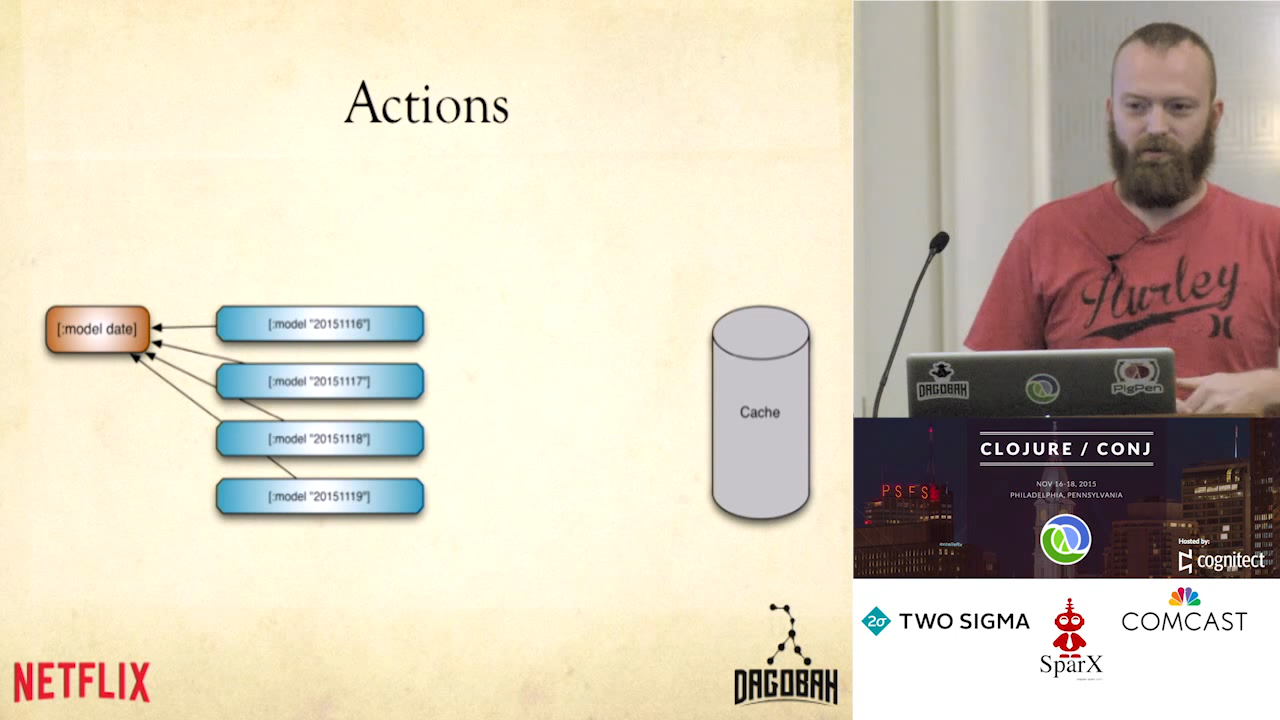 Actions
[:model date]
[:model "20151116"]
[:model "20151117"]
[:model "20151118"]
[:model "20151119"]
Cache
NETFLIX
DAGOBAH
Hurley
DAGOBAH
PigPen
CLOJURE / CONJ
NOV 16-18, 2015
PHILADELPHIA, PENNSYLVANIA
PSFS
Hosted by:
cognitect
2σ TWO SIGMA
SparX
COMCAST